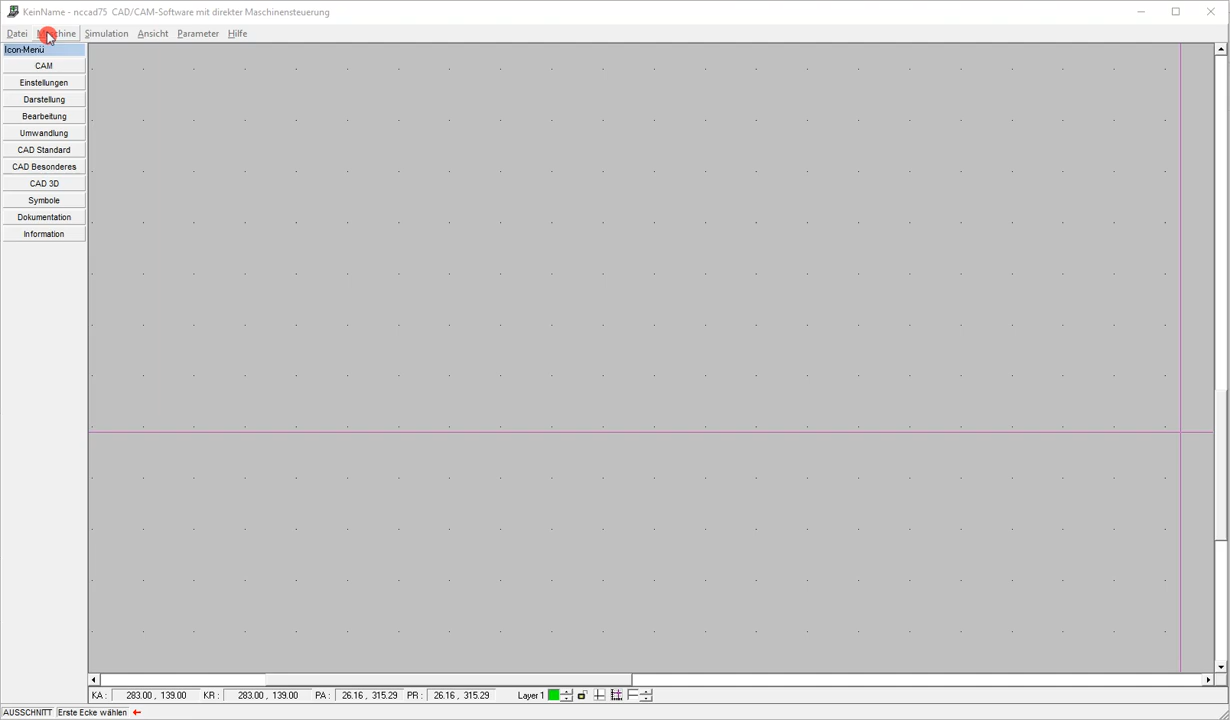 KeinName - nccad75 CAD/CAM-Software mit direkter Maschinensteuerung
Datei Maschine Simulation Ansicht Parameter Hilfe
Icon-Menü
CAM
Einstellungen
Darstellung
Bearbeitung
Umwandlung
CAD Standard
CAD Besonderes
CAD 3D
Symbole
Dokumentation
Information
KA : 283.00 , 139.00 KR : 283.00 , 139.00 PA : 26.16 , 315.29 PR : 26.16 , 315.29 Layer 1
AUSSCHNITT Erste Ecke wählen